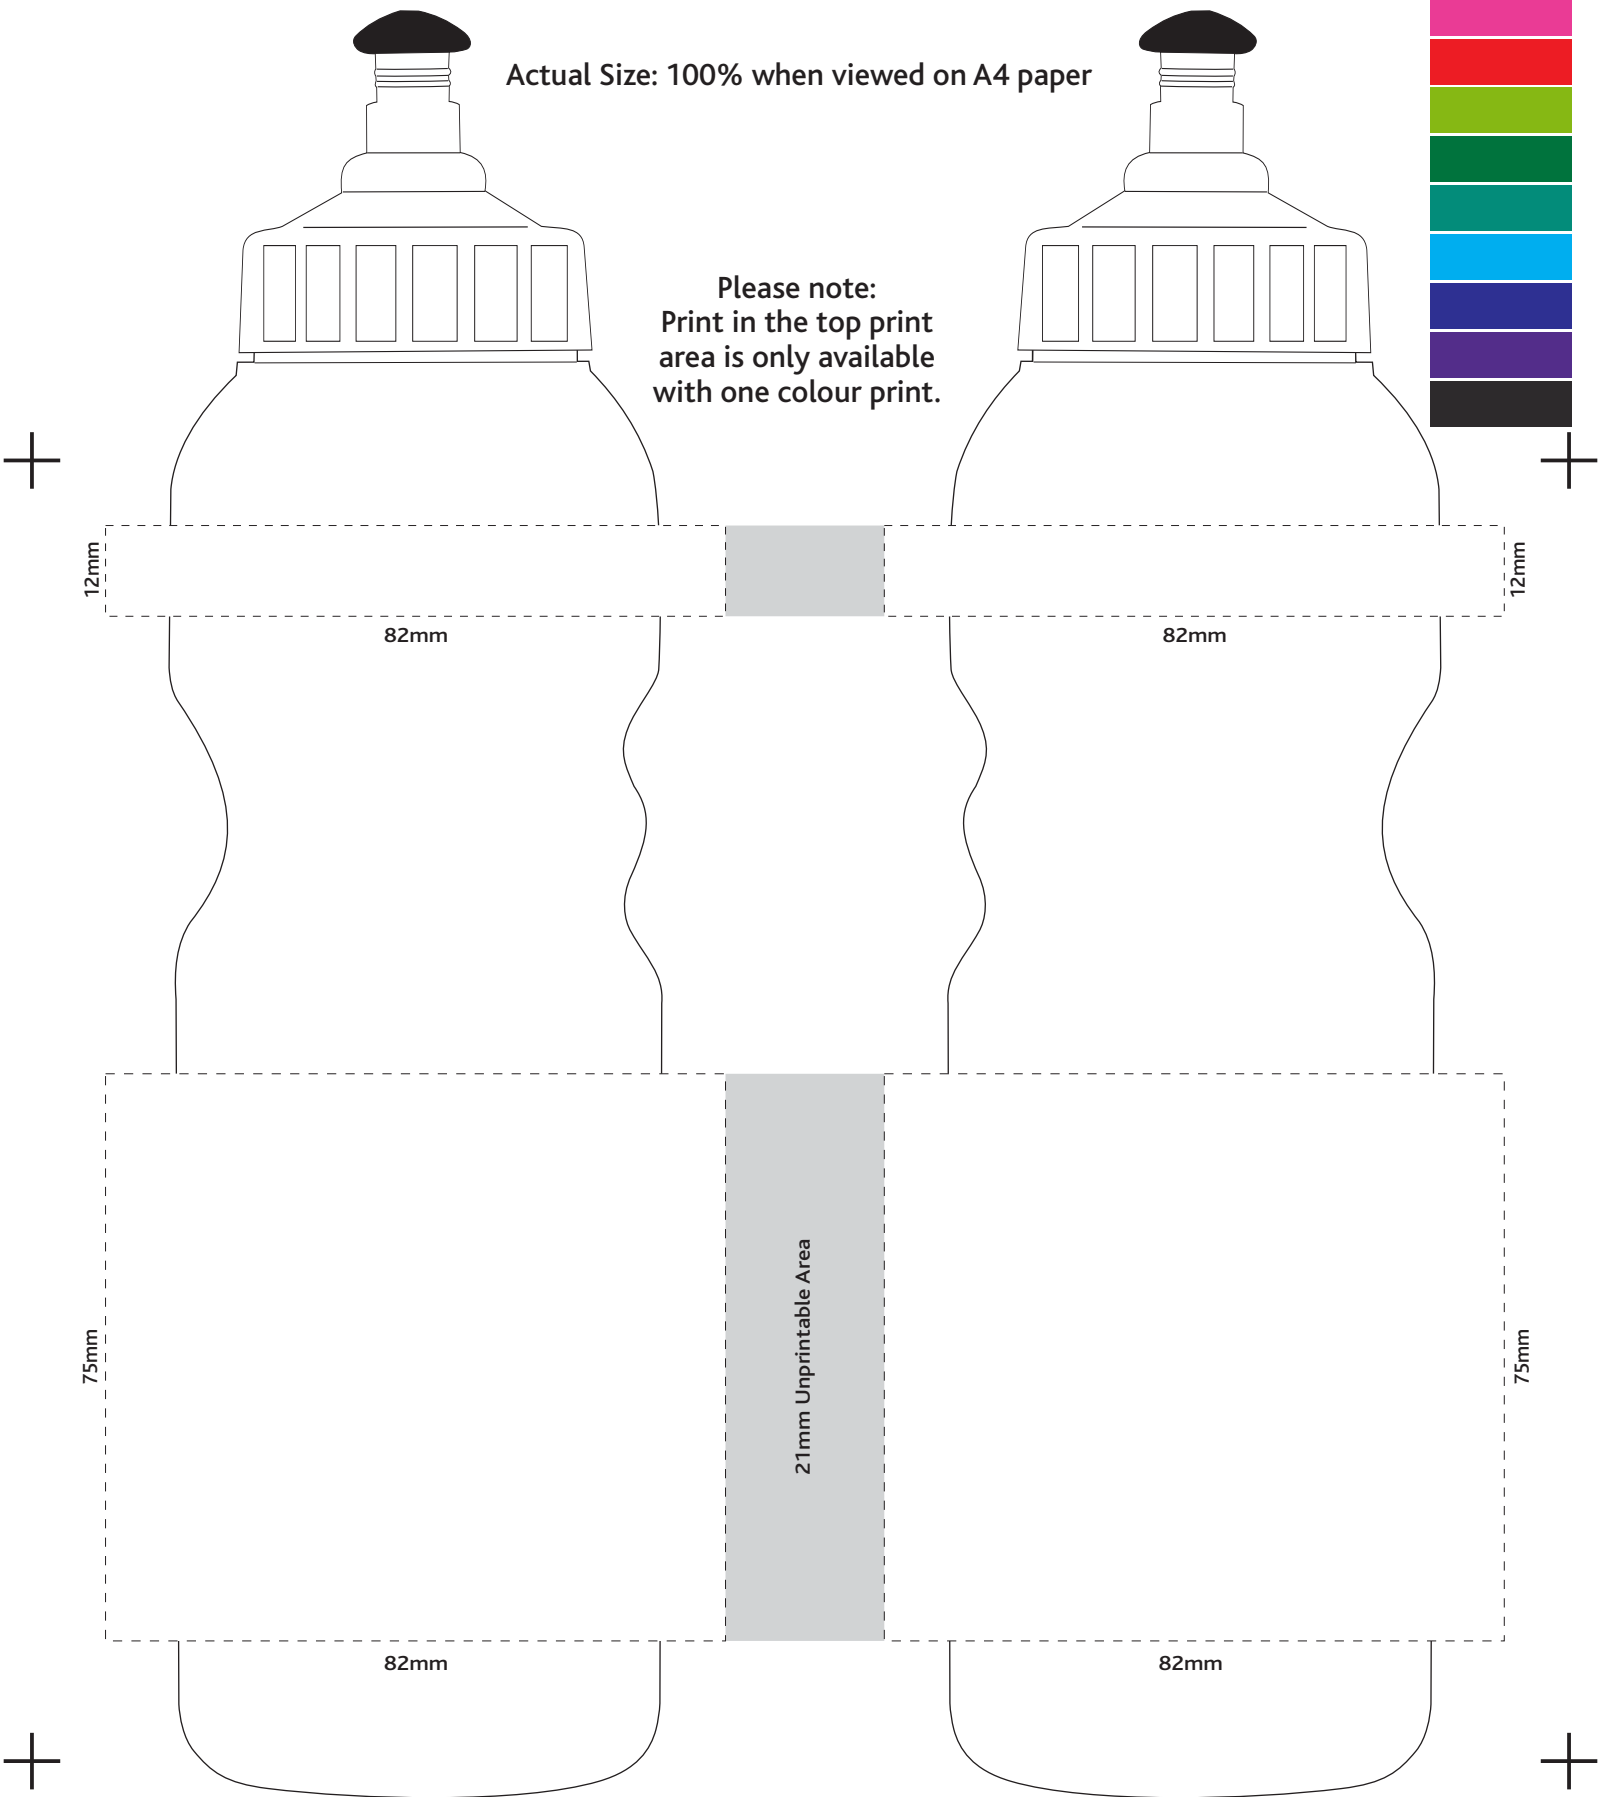 Actual Size: 100% when viewed on A4 paper
Please note:
Print in the top print
area is only available
with one colour print.
12mm
12mm
82mm
82mm
75mm
21mm Unprintable Area
75mm
82mm
82mm